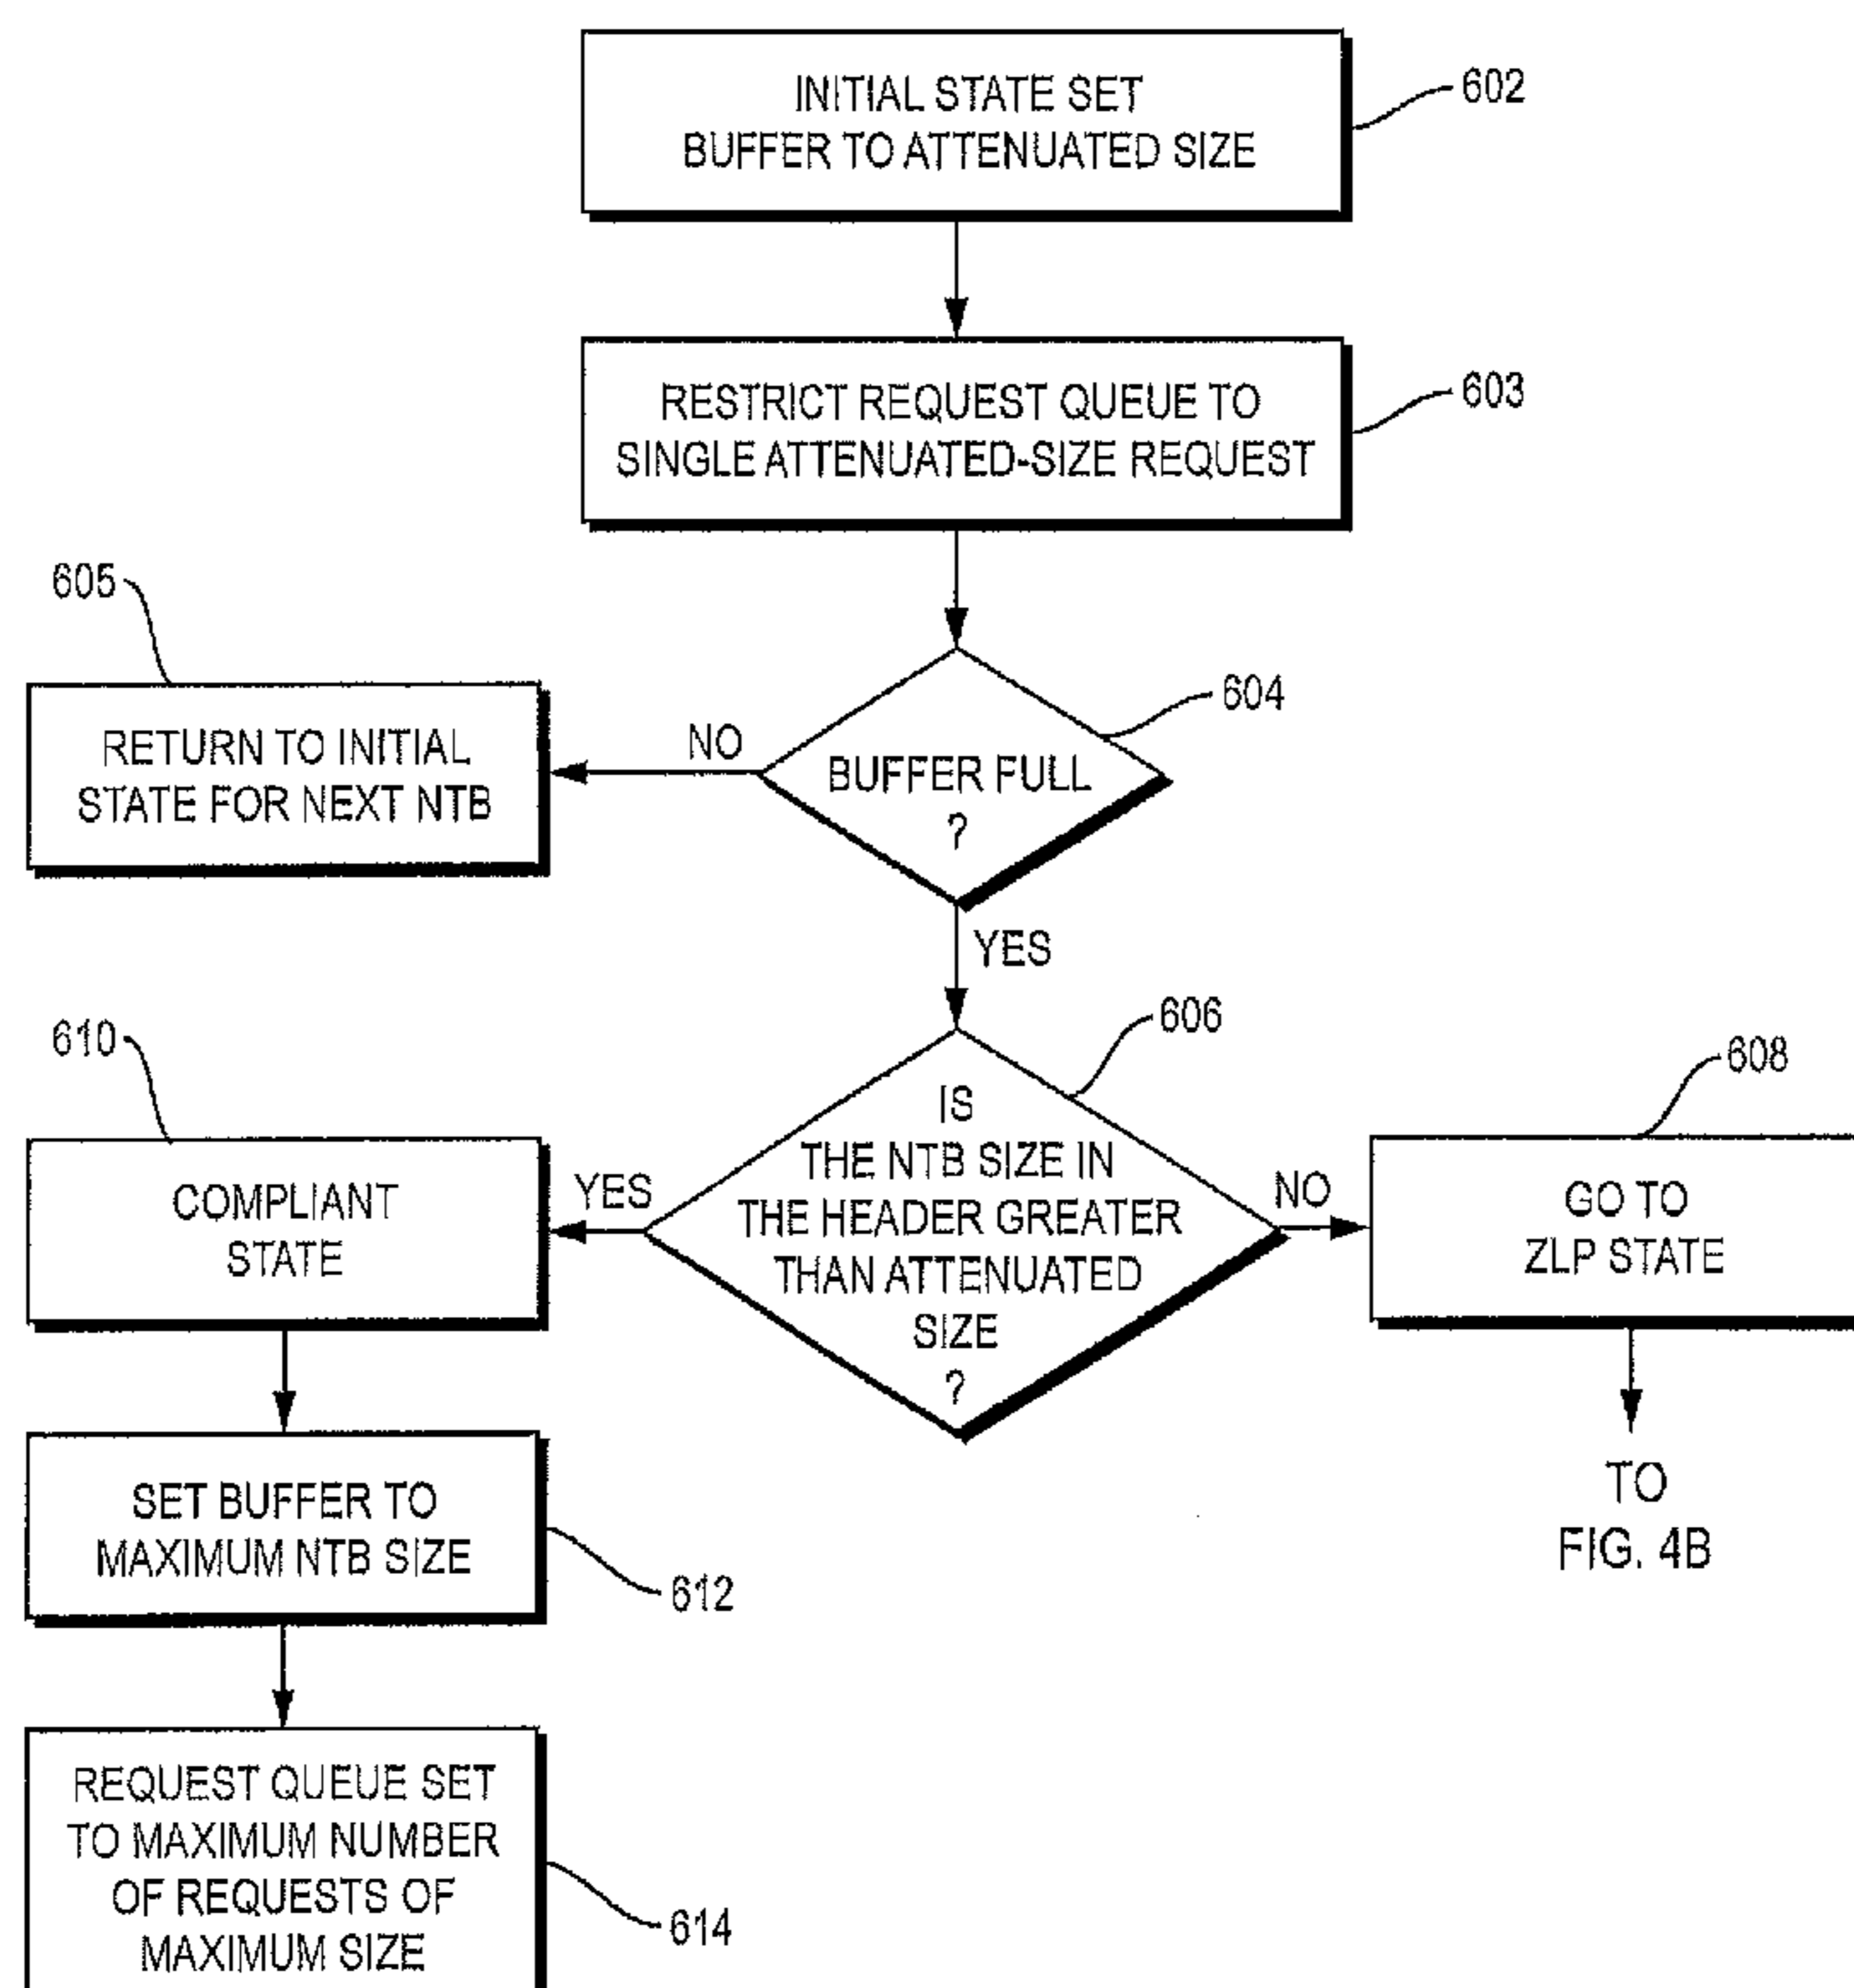 INITIAL STATE SET
BUFFER TO ATTENUATED SIZE
602
RESTRICT REQUEST QUEUE TO
SINGLE ATTENUATED-SIZE REQUEST
603
605
RETURN TO INITIAL
STATE FOR NEXT NTB
NO
604
BUFFER FULL
?
YES
606
610
608
IS
THE NTB SIZE IN
THE HEADER GREATER
THAN ATTENUATED
SIZE
?
YES
NO
COMPLIANT
STATE
GO TO
ZLP STATE
TO
FIG. 4B
SET BUFFER TO
MAXIMUM NTB SIZE
612
REQUEST QUEUE SET
TO MAXIMUM NUMBER
OF REQUESTS OF
MAXIMUM SIZE
614